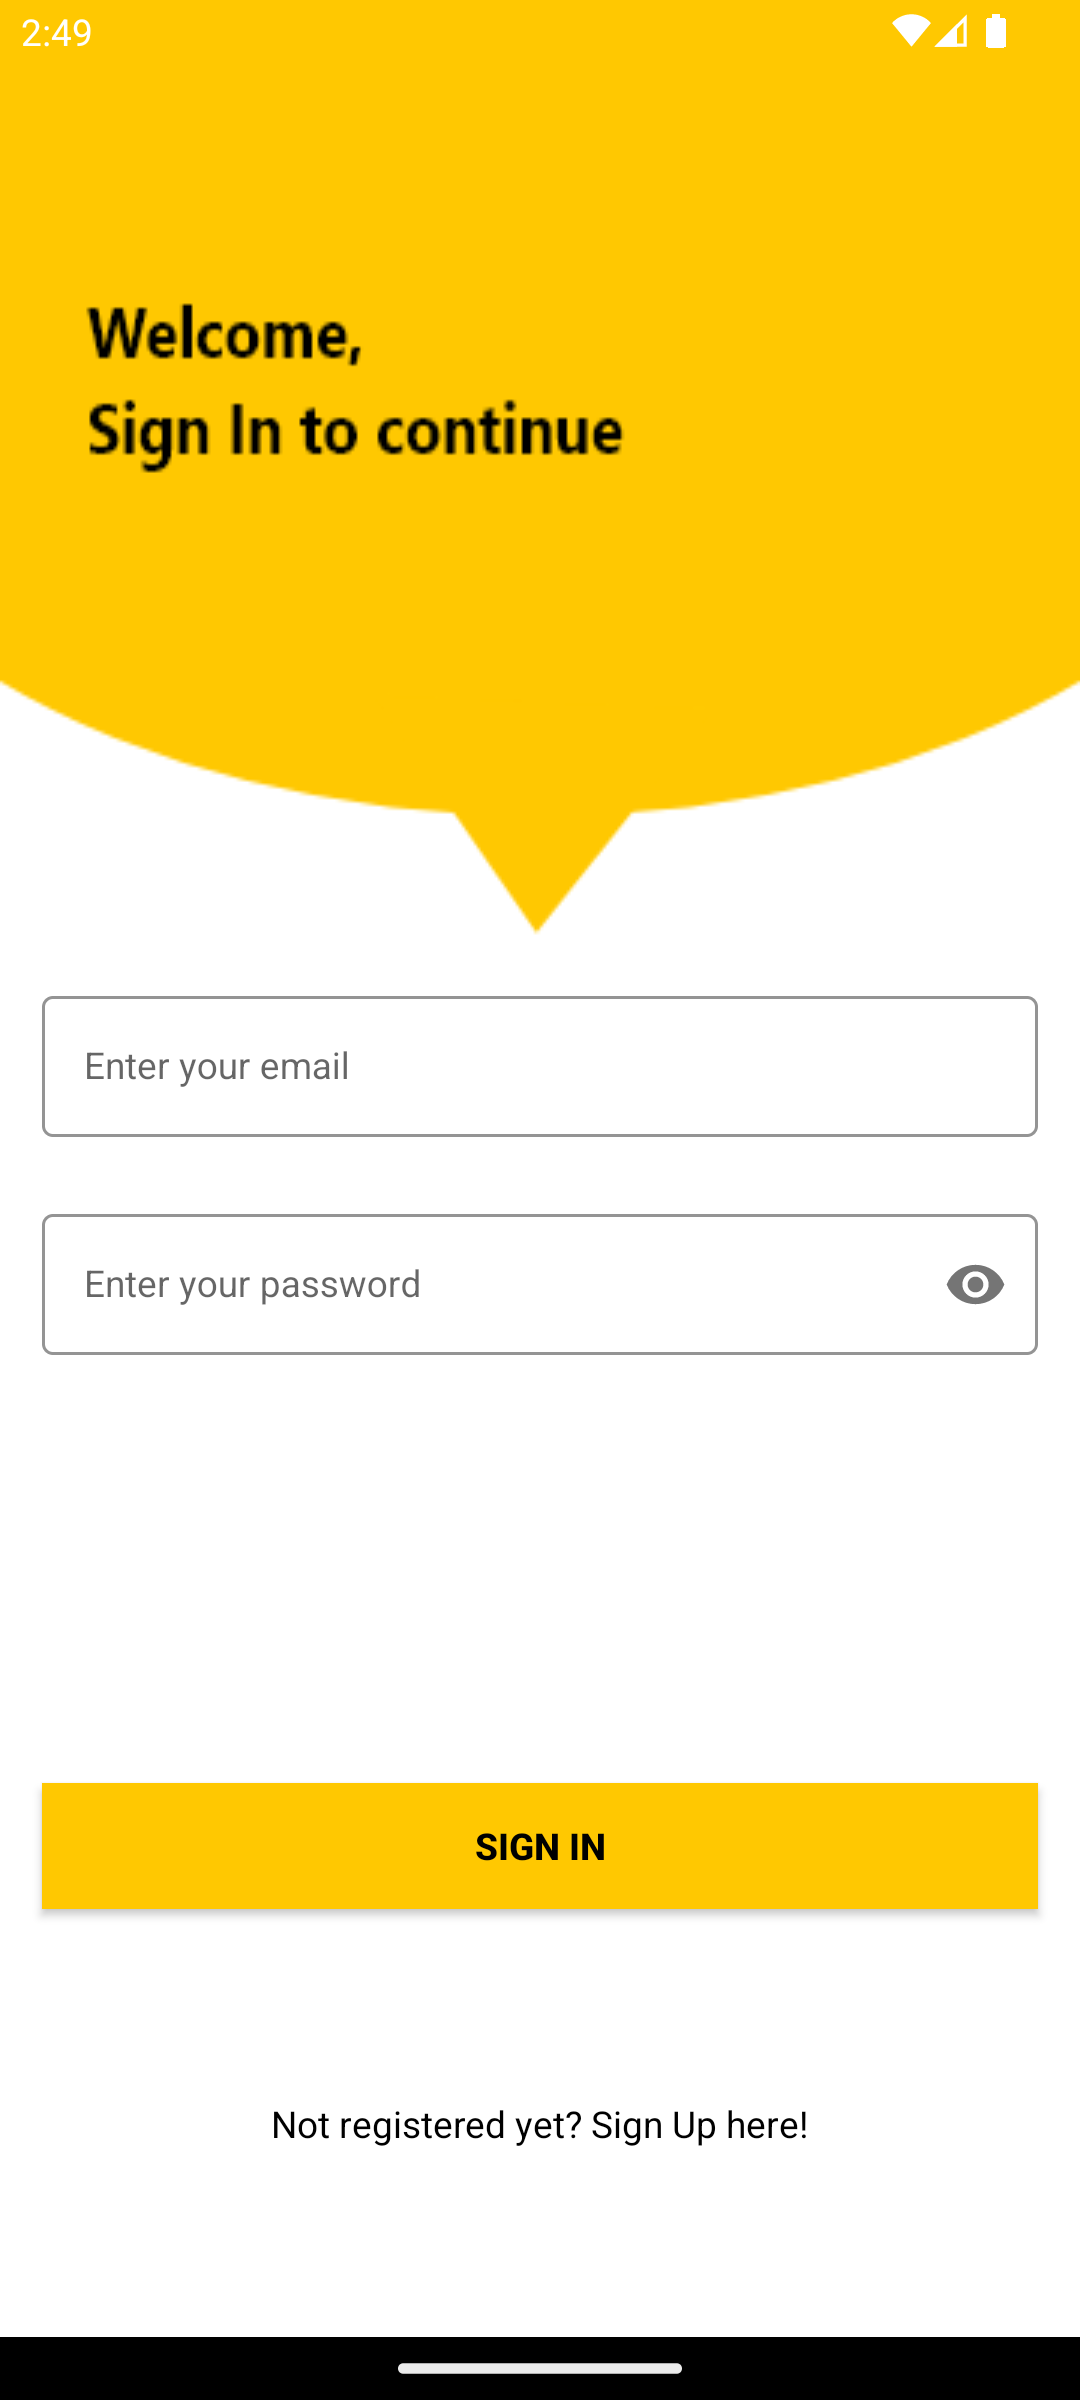 2:49
Welcome,
Sign In to continue
Enter your email
Enter your password
SIGN IN
Not registered yet? Sign Up here!